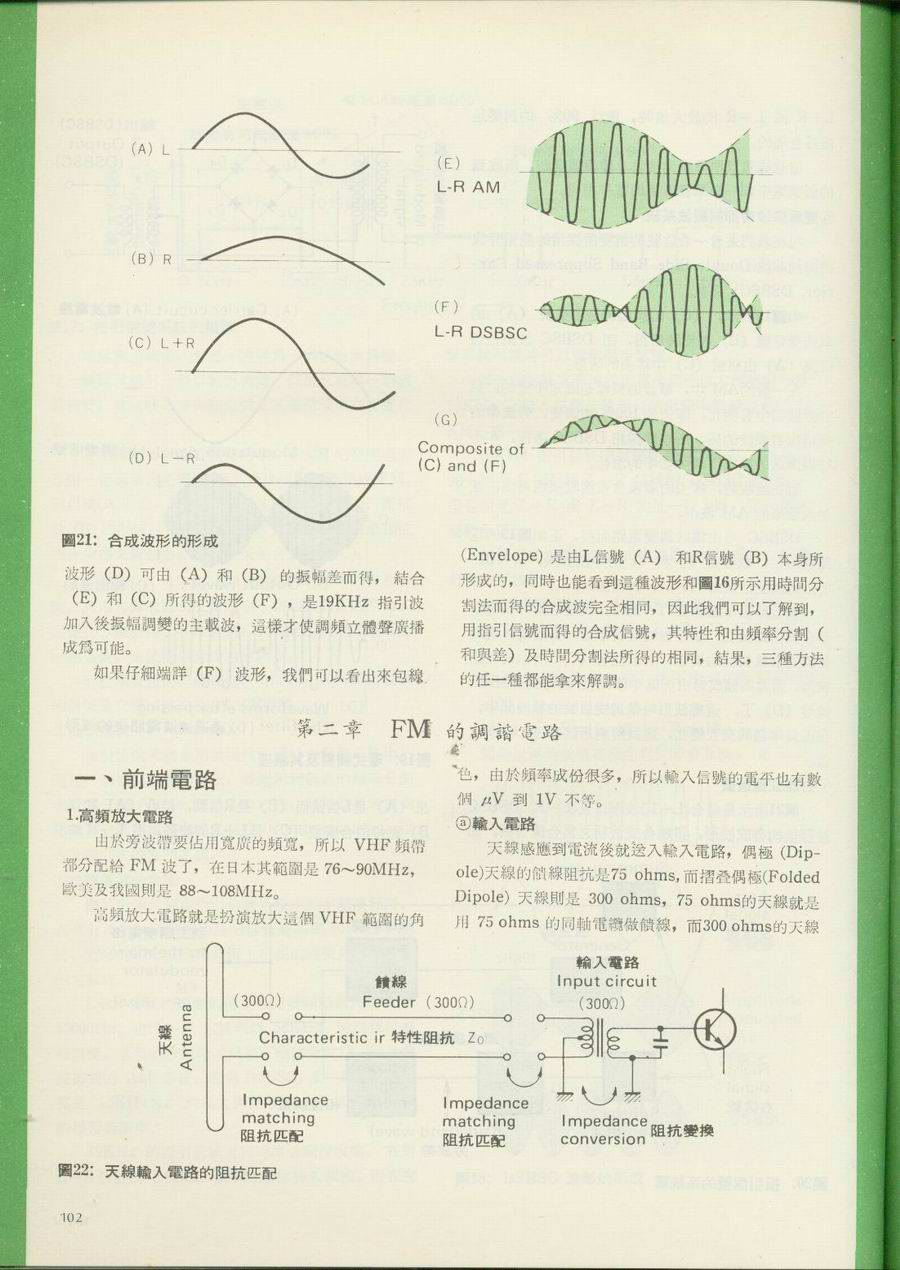 (A) L
(B) R
(C) L+R
(D) L−R
(E)
L-R AM
(F)
L-R DSBSC
(G)
Composite of
(C) and (F)
圖21: 合成波形的形成
波形 (D) 可由 (A) 和 (B) 的振幅差而得, 結合
(E) 和 (C) 所得的波形 (F) , 是19KHz 指引波
加入後振幅調變的主載波, 這樣才使調頻立體聲廣播
成爲可能。
如果仔細端詳 (F) 波形, 我們可以看出來包線
(Envelope) 是由L信號 (A) 和R信號 (B) 本身所
形成的, 同時也能看到這種波形和圖16所示用時間分
割法而得的合成波完全相同, 因此我們可以了解到,
用指引信號而得的合成信號, 其特性和由頻率分割 (
和與差) 及時間分割法所得的相同, 結果, 三種方法
的任一種都能拿來解調。
第二章 FM 的調諧電路
一、前端電路
1.高頻放大電路
由於旁波帶要佔用寬廣的頻寬, 所以 VHF 頻帶
都分配給 FM 波了, 在日本其範圍是 76~90MHz,
歐美及我國則是 88~108MHz。
高頻放大電路就是扮演放大這個 VHF 範圍的角
色, 由於頻率成份很多, 所以輸入信號的電平也有數
個 μV 到 1V 不等。
ⓐ輸入電路
天線感應到電流後就送入輸入電路, 偶極 (Dip-
ole)天線的饋線阻抗是75 ohms, 而摺叠偶極(Folded
Dipole) 天線則是 300 ohms, 75 ohms的天線就是
用 75 ohms 的同軸電纜做饋線, 而300 ohms的天線
天線
Antenna
(300Ω)
饋線
Feeder (300Ω)
輸入電路
Input circuit
(300Ω)
Characteristic ir 特性阻抗 Z₀
Impedance
matching
阻抗匹配
Impedance
matching
阻抗匹配
Impedance
conversion 阻抗變換
圖22: 天線輸入電路的阻抗匹配
102